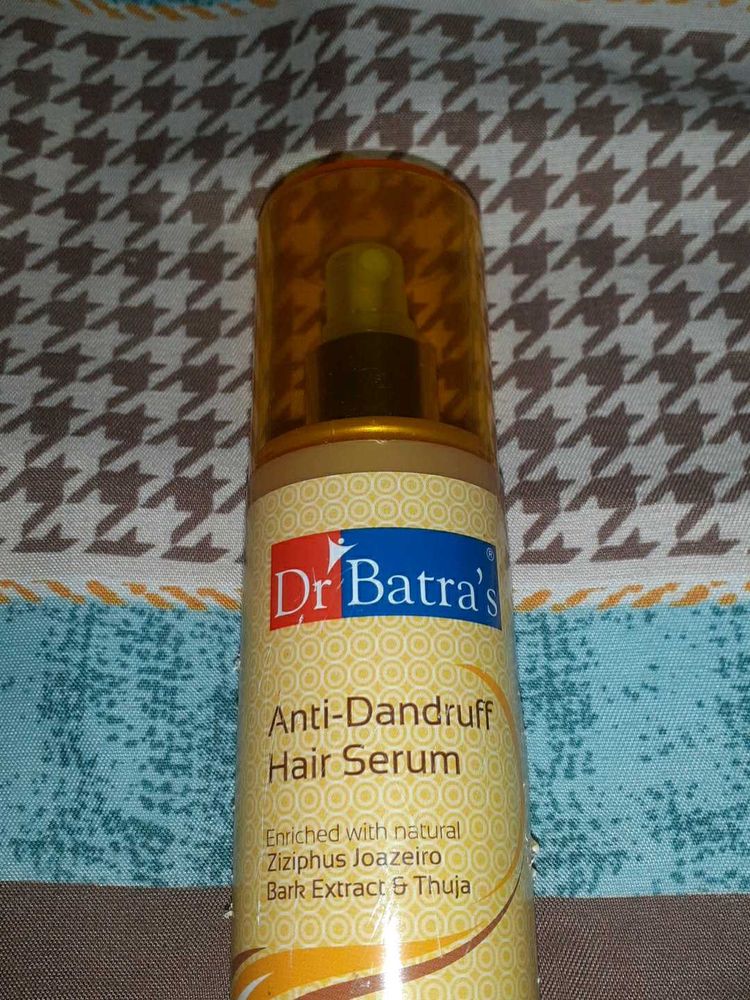 Dr Batra's®
Anti-Dandruff
Hair Serum
Enriched with natural
Ziziphus Joazeiro
Bark Extract & Thuja